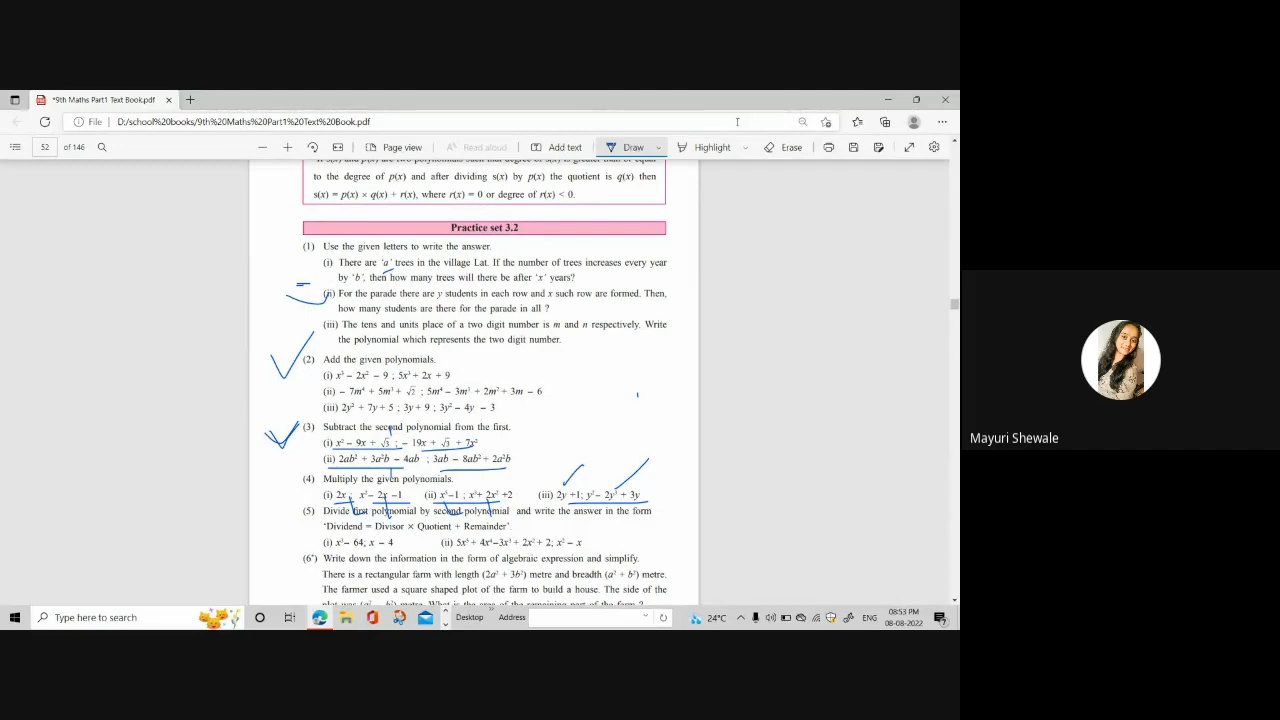 *9th Maths Part1 Text Book.pdf
File D:/school%20books/9th%20Maths%20Part1%20Text%20Book.pdf
52 of 146 Page view Read aloud Add text Draw Highlight Erase
to the degree of p(x) and after dividing s(x) by p(x) the quotient is q(x) then
s(x) = p(x) × q(x) + r(x), where r(x) = 0 or degree of r(x) < 0.
Practice set 3.2
(1) Use the given letters to write the answer.
(i) There are ‘a’ trees in the village Lat. If the number of trees increases every year
by ‘b’, then how many trees will there be after ‘x’ years?
(ii) For the parade there are y students in each row and x such row are formed. Then,
how many students are there for the parade in all ?
(iii) The tens and units place of a two digit number is m and n respectively. Write
the polynomial which represents the two digit number.
(2) Add the given polynomials.
(i) x³ − 2x² − 9 ; 5x³ + 2x + 9
(ii) − 7m⁴ + 5m³ + √2 ; 5m⁴ − 3m³ + 2m² + 3m − 6
(iii) 2y² + 7y + 5 ; 3y + 9 ; 3y² − 4y − 3
(3) Subtract the second polynomial from the first.
(i) x² − 9x + √3 ; − 19x + √3 + 7x²
(ii) 2ab² + 3a²b − 4ab ; 3ab − 8ab² + 2a²b
(4) Multiply the given polynomials.
(i) 2x ; x² − 2x −1 (ii) x⁵−1 ; x³+ 2x² +2 (iii) 2y +1; y² − 2y³ + 3y
(5) Divide first polynomial by second polynomial and write the answer in the form
‘Dividend = Divisor × Quotient + Remainder’.
(i) x³ − 64; x − 4 (ii) 5x⁵ + 4x⁴−3x³ + 2x² + 2; x² − x
(6*) Write down the information in the form of algebraic expression and simplify.
There is a rectangular farm with length (2a² + 3b²) metre and breadth (a² + b²) metre.
The farmer used a square shaped plot of the farm to build a house. The side of the
Mayuri Shewale
Type here to search Desktop Address 24°C ENG 08:53 PM
08-08-2022